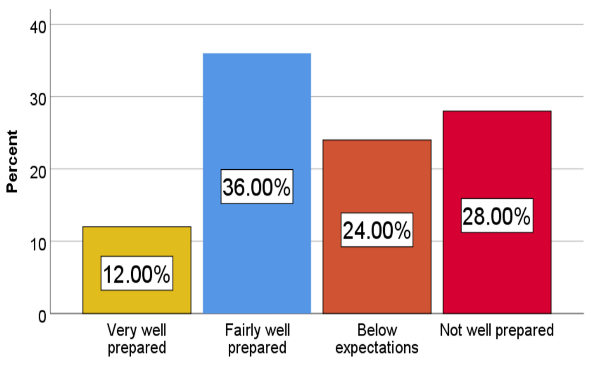 Percent
40
30
20
10
0
12.00%
36.00%
24.00%
28.00%
Very well
prepared
Fairly well
prepared
Below
expectations
Not well prepared